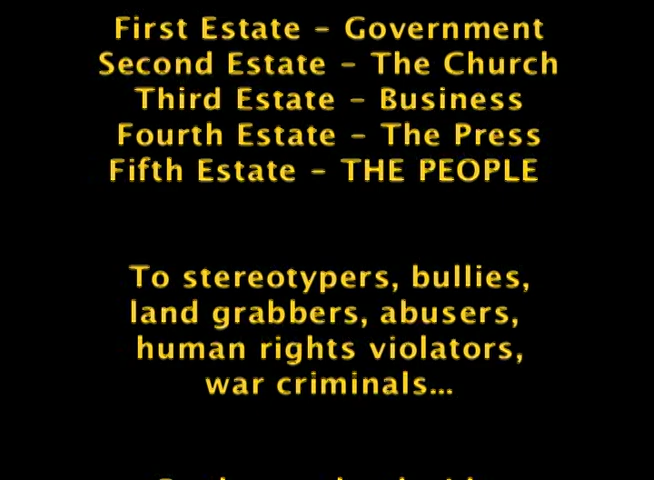 First Estate – Government
Second Estate – The Church
Third Estate – Business
Fourth Estate – The Press
Fifth Estate – THE PEOPLE
To stereotypers, bullies,
land grabbers, abusers,
human rights violators,
war criminals...